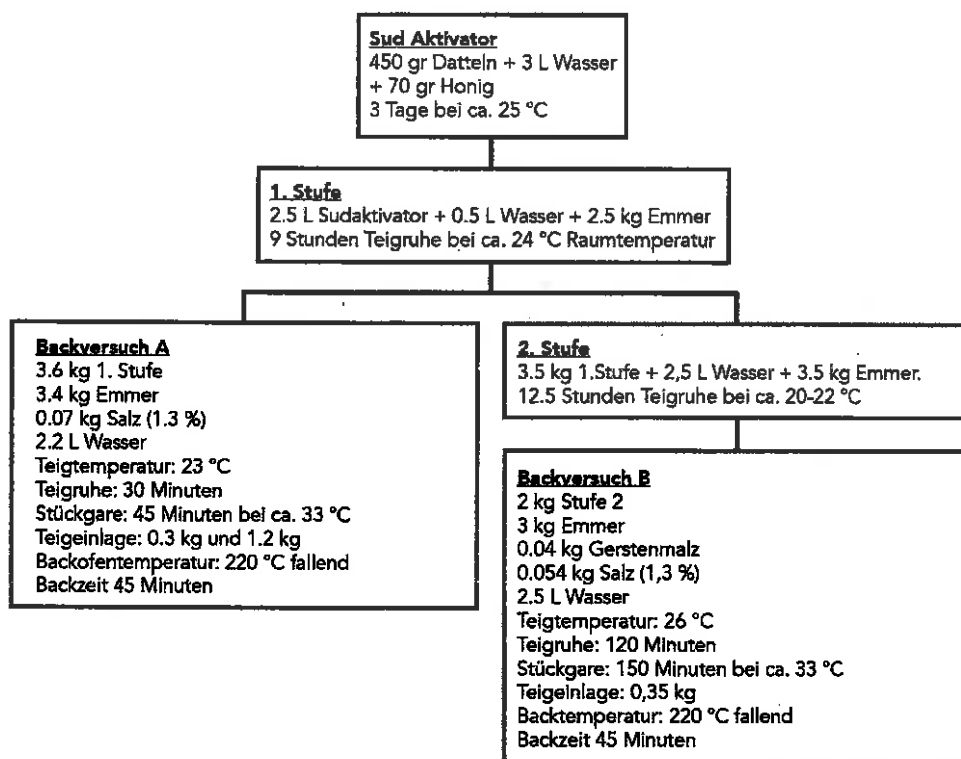 Sud Aktivator
450 gr Datteln + 3 L Wasser
+ 70 gr Honig
3 Tage bei ca. 25 °C
1. Stufe
2.5 L Sudaktivator + 0.5 L Wasser + 2.5 kg Emmer
9 Stunden Teigruhe bei ca. 24 °C Raumtemperatur
Backversuch A
3.6 kg 1. Stufe
3.4 kg Emmer
0.07 kg Salz (1.3 %)
2.2 L Wasser
Teigtemperatur: 23 °C
Teigruhe: 30 Minuten
Stückgare: 45 Minuten bei ca. 33 °C
Teigeinlage: 0.3 kg und 1.2 kg
Backofentemperatur: 220 °C fallend
Backzeit 45 Minuten
2. Stufe
3.5 kg 1.Stufe + 2,5 L Wasser + 3.5 kg Emmer.
12.5 Stunden Teigruhe bei ca. 20-22 °C
Backversuch B
2 kg Stufe 2
3 kg Emmer
0.04 kg Gerstenmalz
0.054 kg Salz (1,3 %)
2.5 L Wasser
Teigtemperatur: 26 °C
Teigruhe: 120 Minuten
Stückgare: 150 Minuten bei ca. 33 °C
Teigeinlage: 0,35 kg
Backtemperatur: 220 °C fallend
Backzeit 45 Minuten